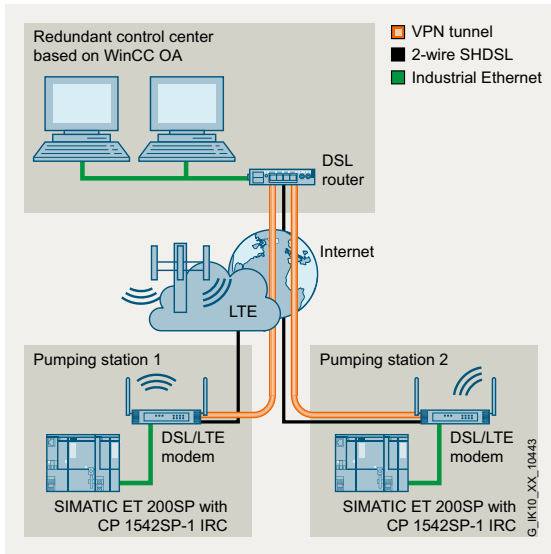 Redundant control center
based on WinCC OA
VPN tunnel
2-wire SHDSL
Industrial Ethernet
DSL
router
Internet
LTE
Pumping station 1
DSL/LTE
modem
SIMATIC ET 200SP with
CP 1542SP-1 IRC
Pumping station 2
DSL/LTE
modem
SIMATIC ET 200SP with
CP 1542SP-1 IRC
G_IK10_XX_10443